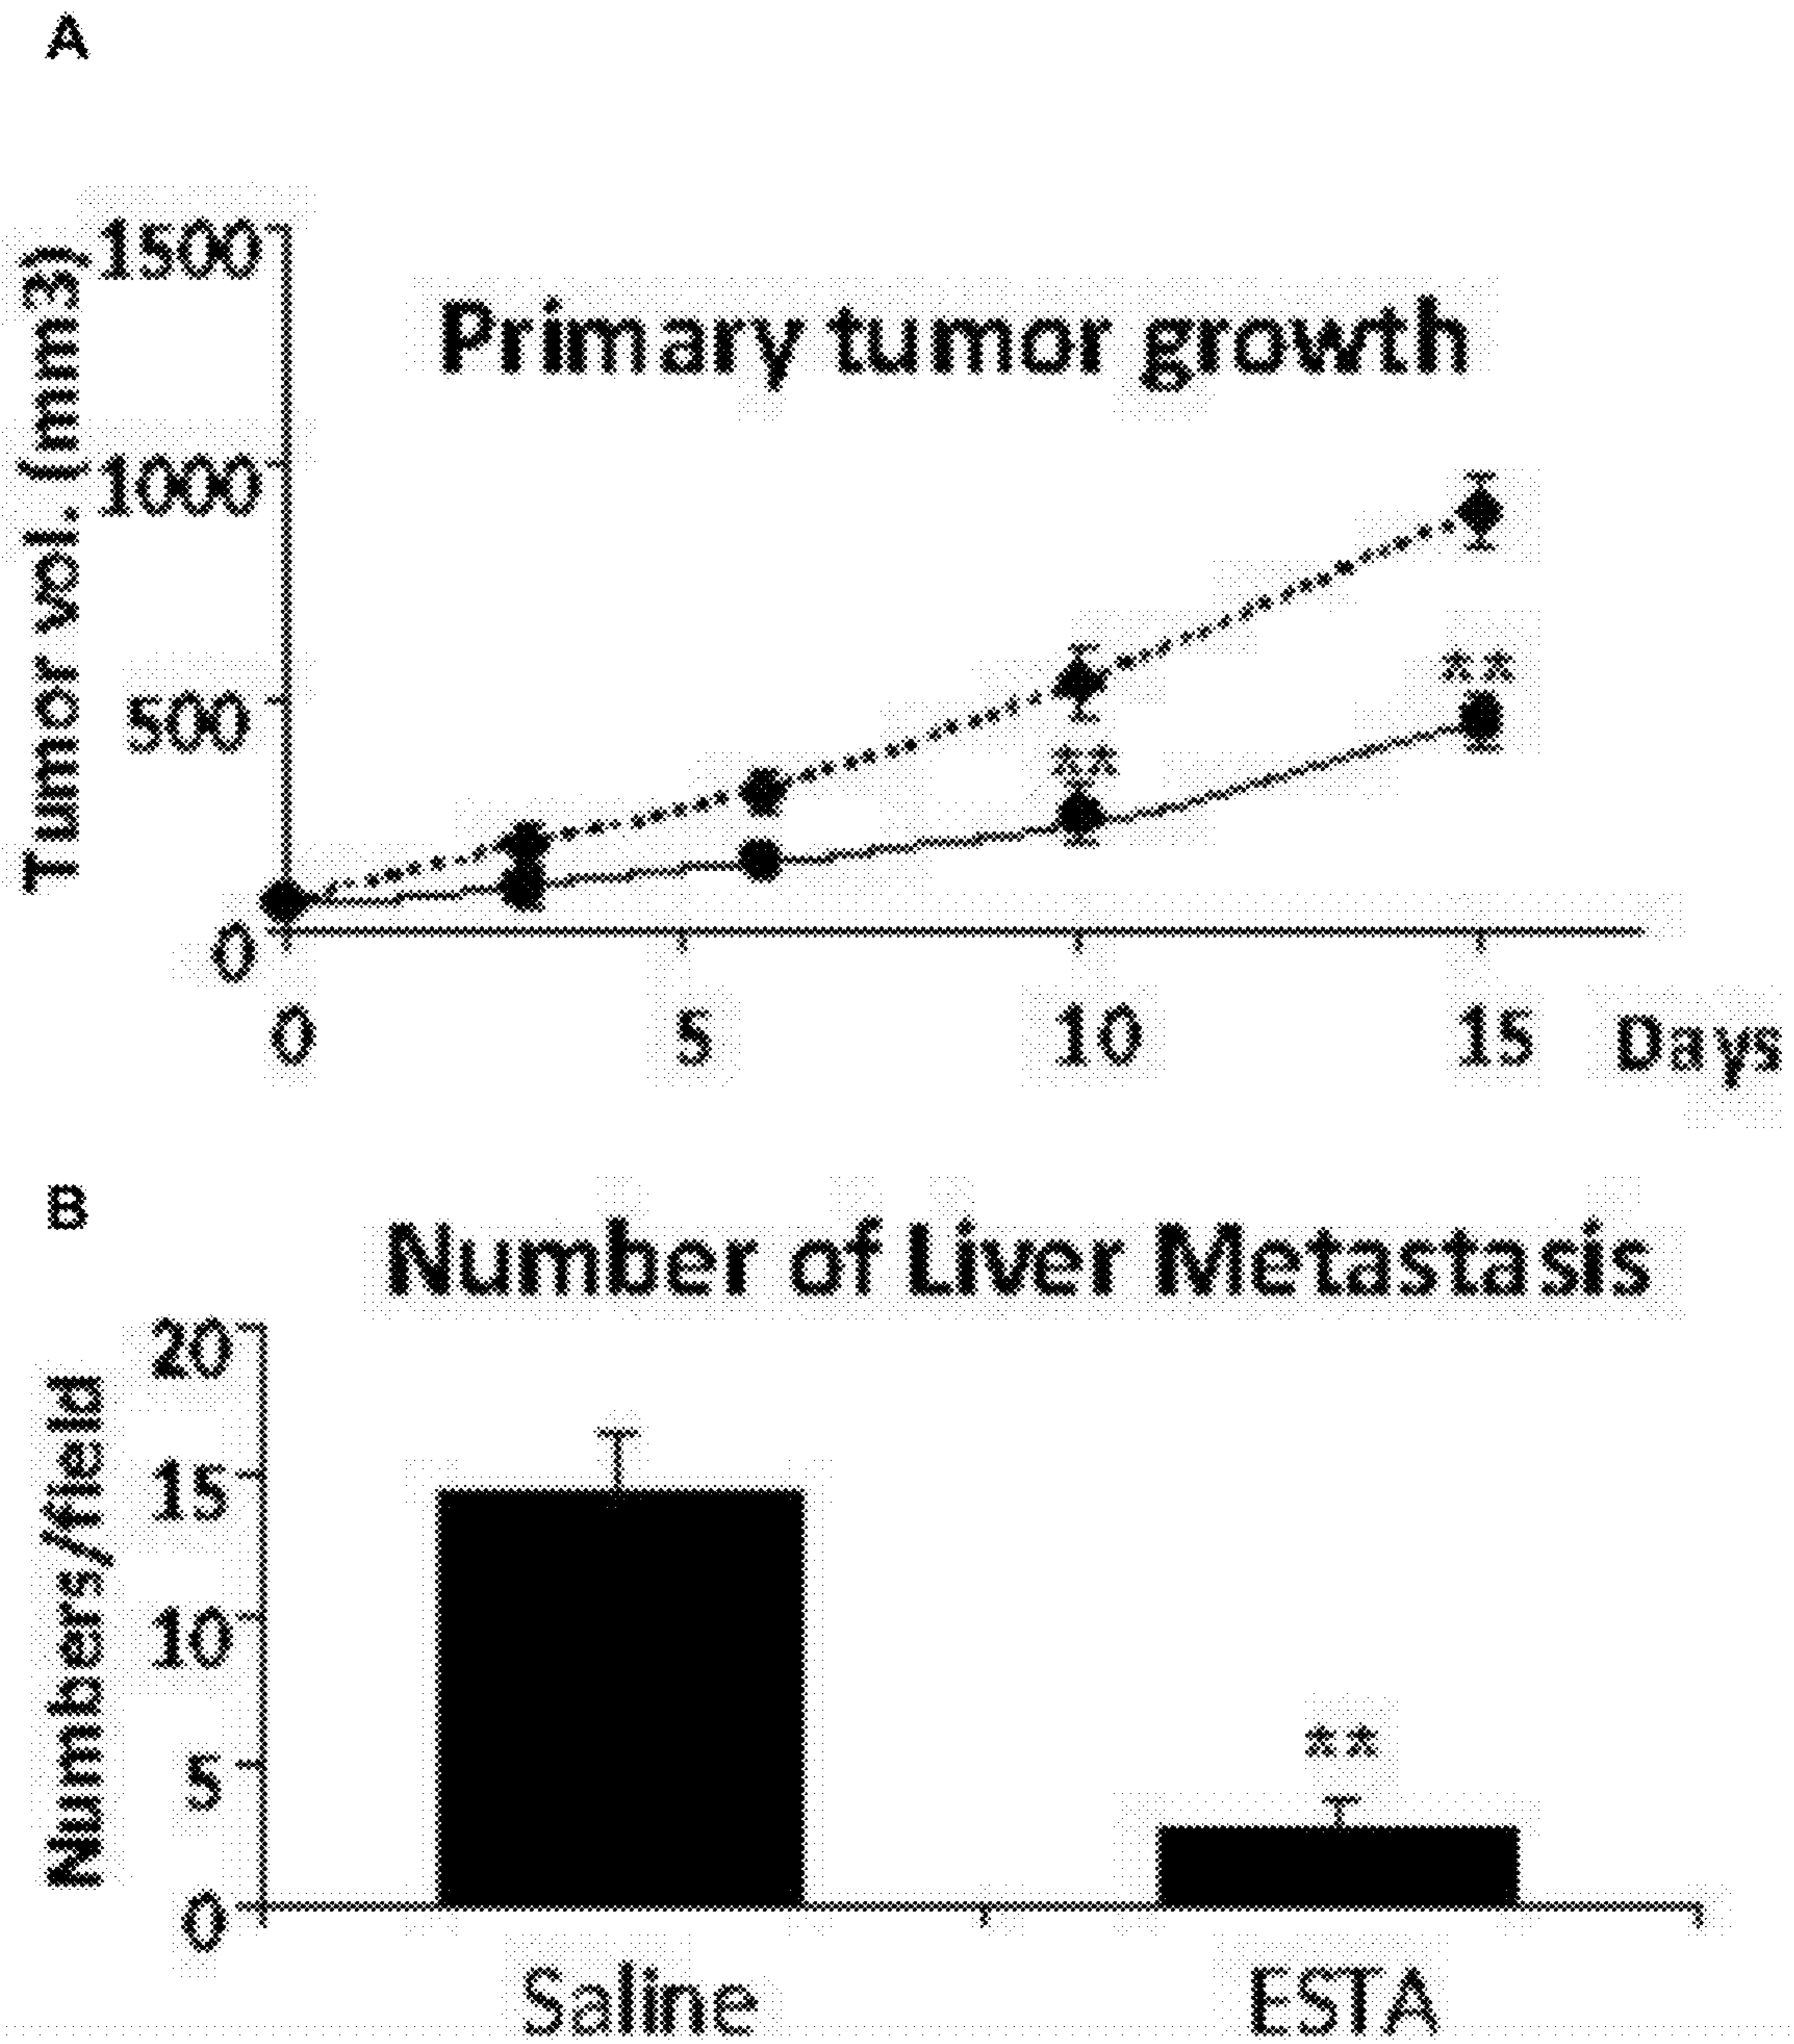 A
Primary tumor growth
Tumor vol. (mm3)
1500
1000
500
0
**
**
0 5 10 15 Days
B
Number of Liver Metastasis
Numbers/field
20
15
10
5
0
**
Saline ESTA